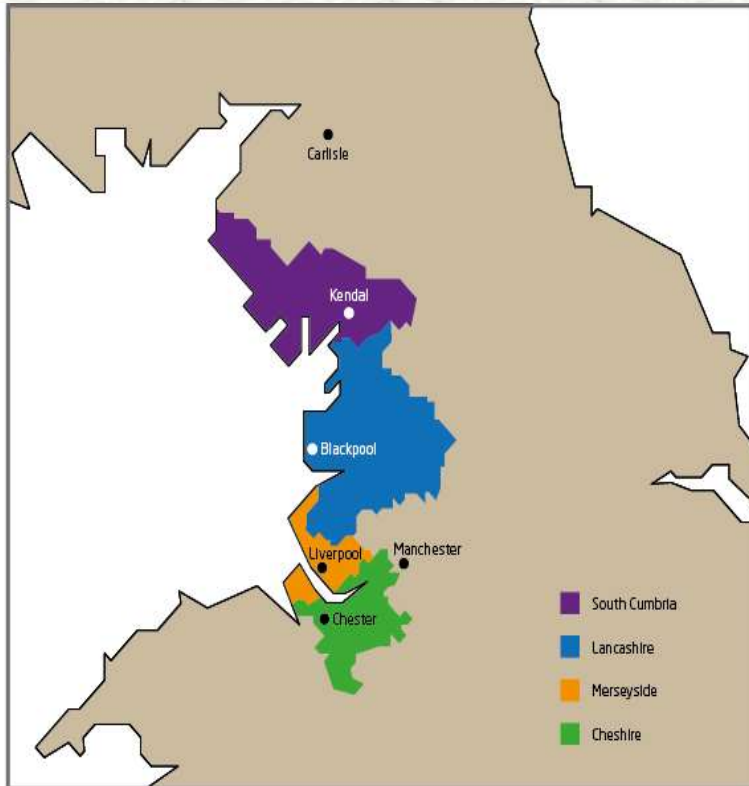 Carlisle
Kendal
Blackpool
Liverpool
Manchester
Chester
South Cumbria
Lancashire
Merseyside
Cheshire